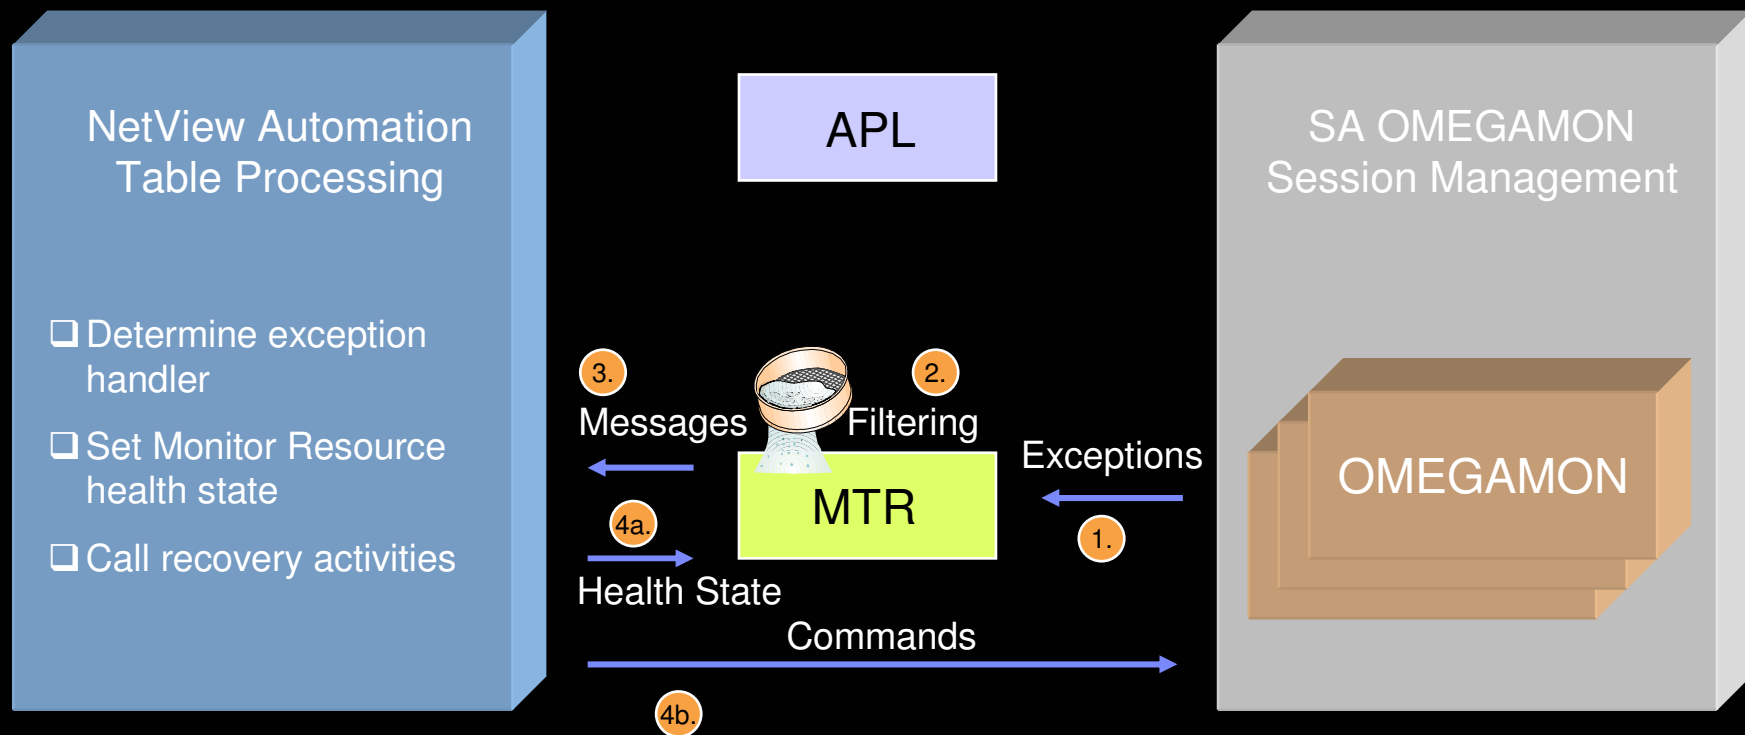 NetView Automation
Table Processing
❑ Determine exception
handler
❑ Set Monitor Resource
health state
❑ Call recovery activities
APL
3.
Messages
2.
Filtering
MTR
4a.
Health State
Exceptions
1.
Commands
4b.
SA OMEGAMON
Session Management
OMEGAMON